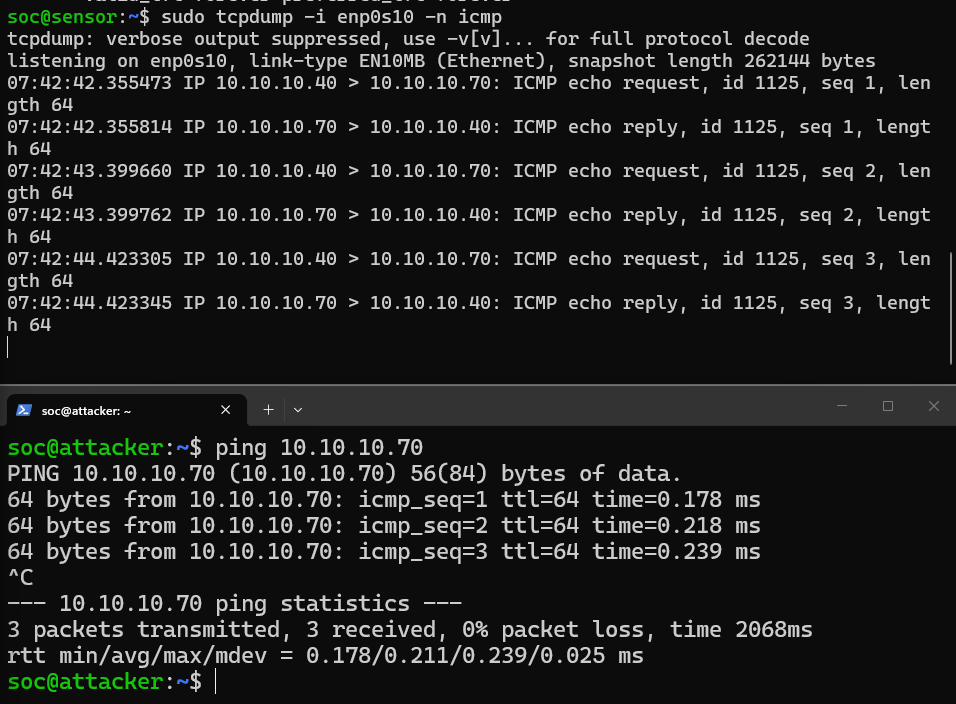 soc@sensor:~$ sudo tcpdump -i enp0s10 -n icmp
tcpdump: verbose output suppressed, use -v[v]... for full protocol decode
listening on enp0s10, link-type EN10MB (Ethernet), snapshot length 262144 bytes
07:42:42.355473 IP 10.10.10.40 > 10.10.10.70: ICMP echo request, id 1125, seq 1, len
gth 64
07:42:42.355814 IP 10.10.10.70 > 10.10.10.40: ICMP echo reply, id 1125, seq 1, lengt
h 64
07:42:43.399660 IP 10.10.10.40 > 10.10.10.70: ICMP echo request, id 1125, seq 2, len
gth 64
07:42:43.399762 IP 10.10.10.70 > 10.10.10.40: ICMP echo reply, id 1125, seq 2, lengt
h 64
07:42:44.423305 IP 10.10.10.40 > 10.10.10.70: ICMP echo request, id 1125, seq 3, len
gth 64
07:42:44.423345 IP 10.10.10.70 > 10.10.10.40: ICMP echo reply, id 1125, seq 3, lengt
h 64
soc@attacker: ~
soc@attacker:~$ ping 10.10.10.70
PING 10.10.10.70 (10.10.10.70) 56(84) bytes of data.
64 bytes from 10.10.10.70: icmp_seq=1 ttl=64 time=0.178 ms
64 bytes from 10.10.10.70: icmp_seq=2 ttl=64 time=0.218 ms
64 bytes from 10.10.10.70: icmp_seq=3 ttl=64 time=0.239 ms
^C
--- 10.10.10.70 ping statistics ---
3 packets transmitted, 3 received, 0% packet loss, time 2068ms
rtt min/avg/max/mdev = 0.178/0.211/0.239/0.025 ms
soc@attacker:~$